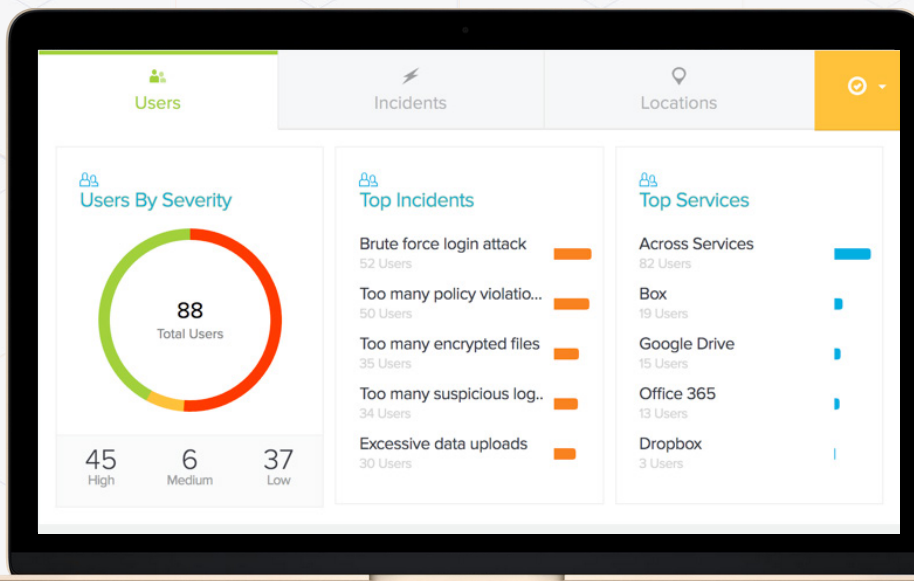 Users
Incidents
Locations
Users By Severity
88
Total Users
45
High
6
Medium
37
Low
Top Incidents
Brute force login attack
52 Users
Too many policy violatio...
50 Users
Too many encrypted files
35 Users
Too many suspicious log..
34 Users
Excessive data uploads
30 Users
Top Services
Across Services
82 Users
Box
19 Users
Google Drive
15 Users
Office 365
13 Users
Dropbox
3 Users